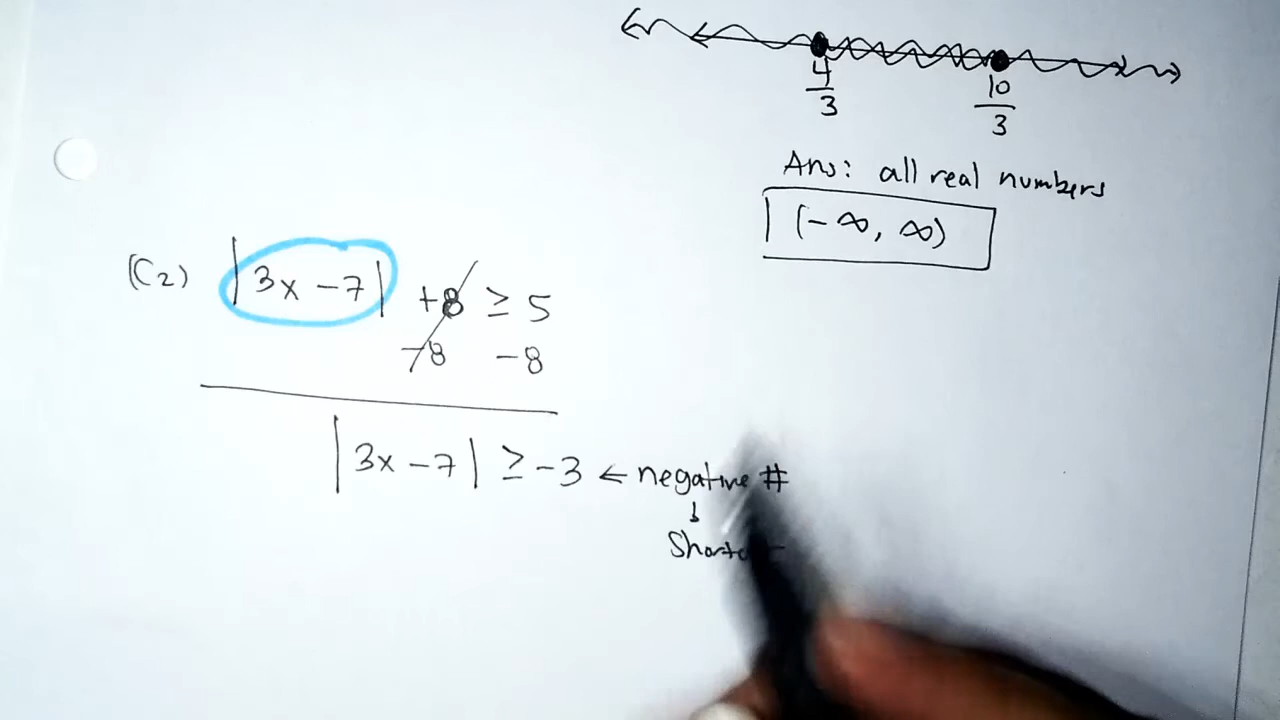 4/3 10/3
Ans: all real numbers
(-∞, ∞)
(C2) |3x-7| +8 ≥ 5
-8 -8
|3x-7| ≥ -3 ← negative #
↓